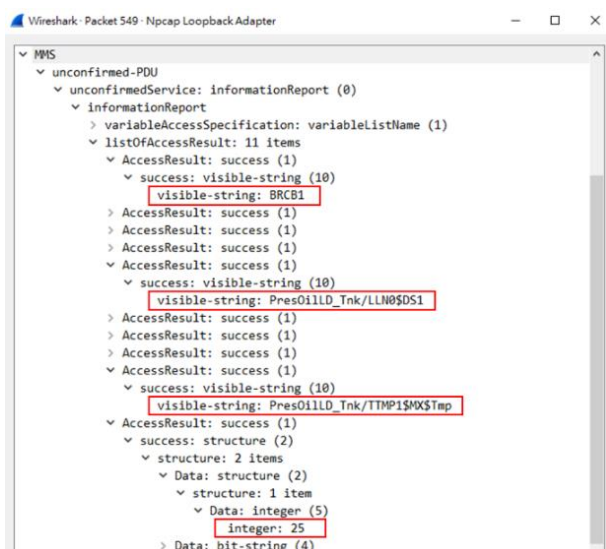 Wireshark · Packet 549 · Npcap Loopback Adapter
MMS
unconfirmed-PDU
unconfirmedService: informationReport (0)
informationReport
variableAccessSpecification: variableListName (1)
listOfAccessResult: 11 items
AccessResult: success (1)
success: visible-string (10)
visible-string: BRCB1
AccessResult: success (1)
AccessResult: success (1)
AccessResult: success (1)
AccessResult: success (1)
success: visible-string (10)
visible-string: PresOilLD_Tnk/LLN0$DS1
AccessResult: success (1)
AccessResult: success (1)
AccessResult: success (1)
AccessResult: success (1)
success: visible-string (10)
visible-string: PresOilLD_Tnk/TTMP1$MX$Tmp
AccessResult: success (1)
success: structure (2)
structure: 2 items
Data: structure (2)
structure: 1 item
Data: integer (5)
integer: 25
Data: bit-string (4)